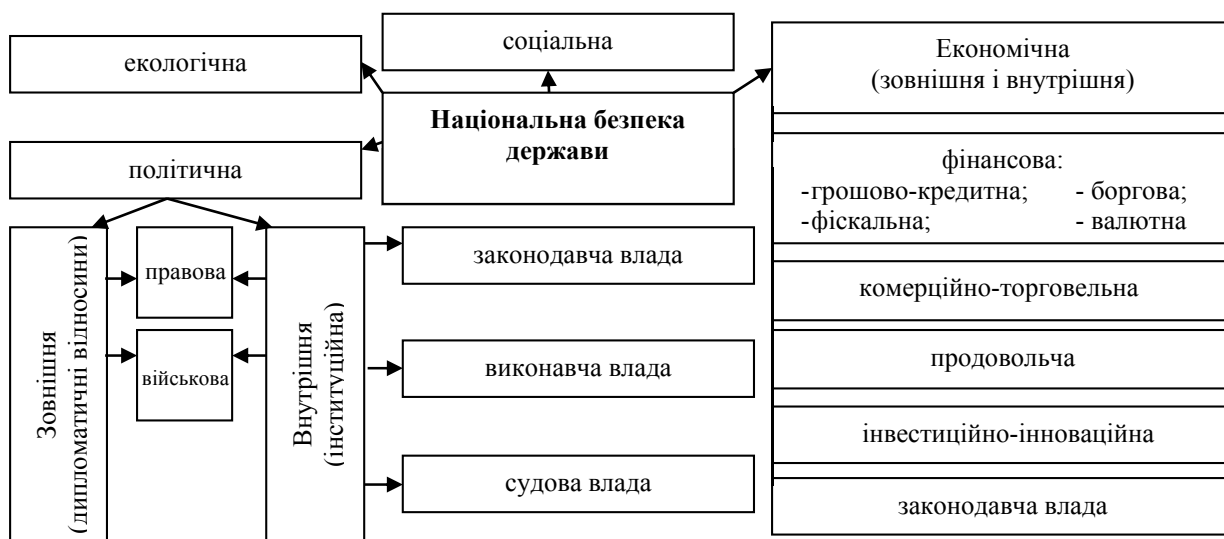 соціальна
екологічна
Економічна
(зовнішня і внутрішня)
Національна безпека
держави
політична
фінансова:
-грошово-кредитна; - боргова;
-фіскальна; - валютна
Зовнішня
(дипломатичні відносини)
правова
військова
Внутрішня
(інституційна)
законодавча влада
виконавча влада
судова влада
комерційно-торговельна
продовольча
інвестиційно-інноваційна
законодавча влада